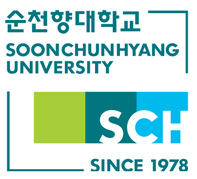 순천향대학교
SOONCHUNHYANG
UNIVERSITY
SCH
SINCE 1978